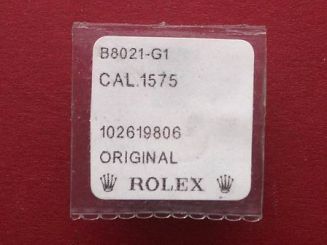 B8021-G1
CAL.1575
102619806
ORIGINAL
ROLEX